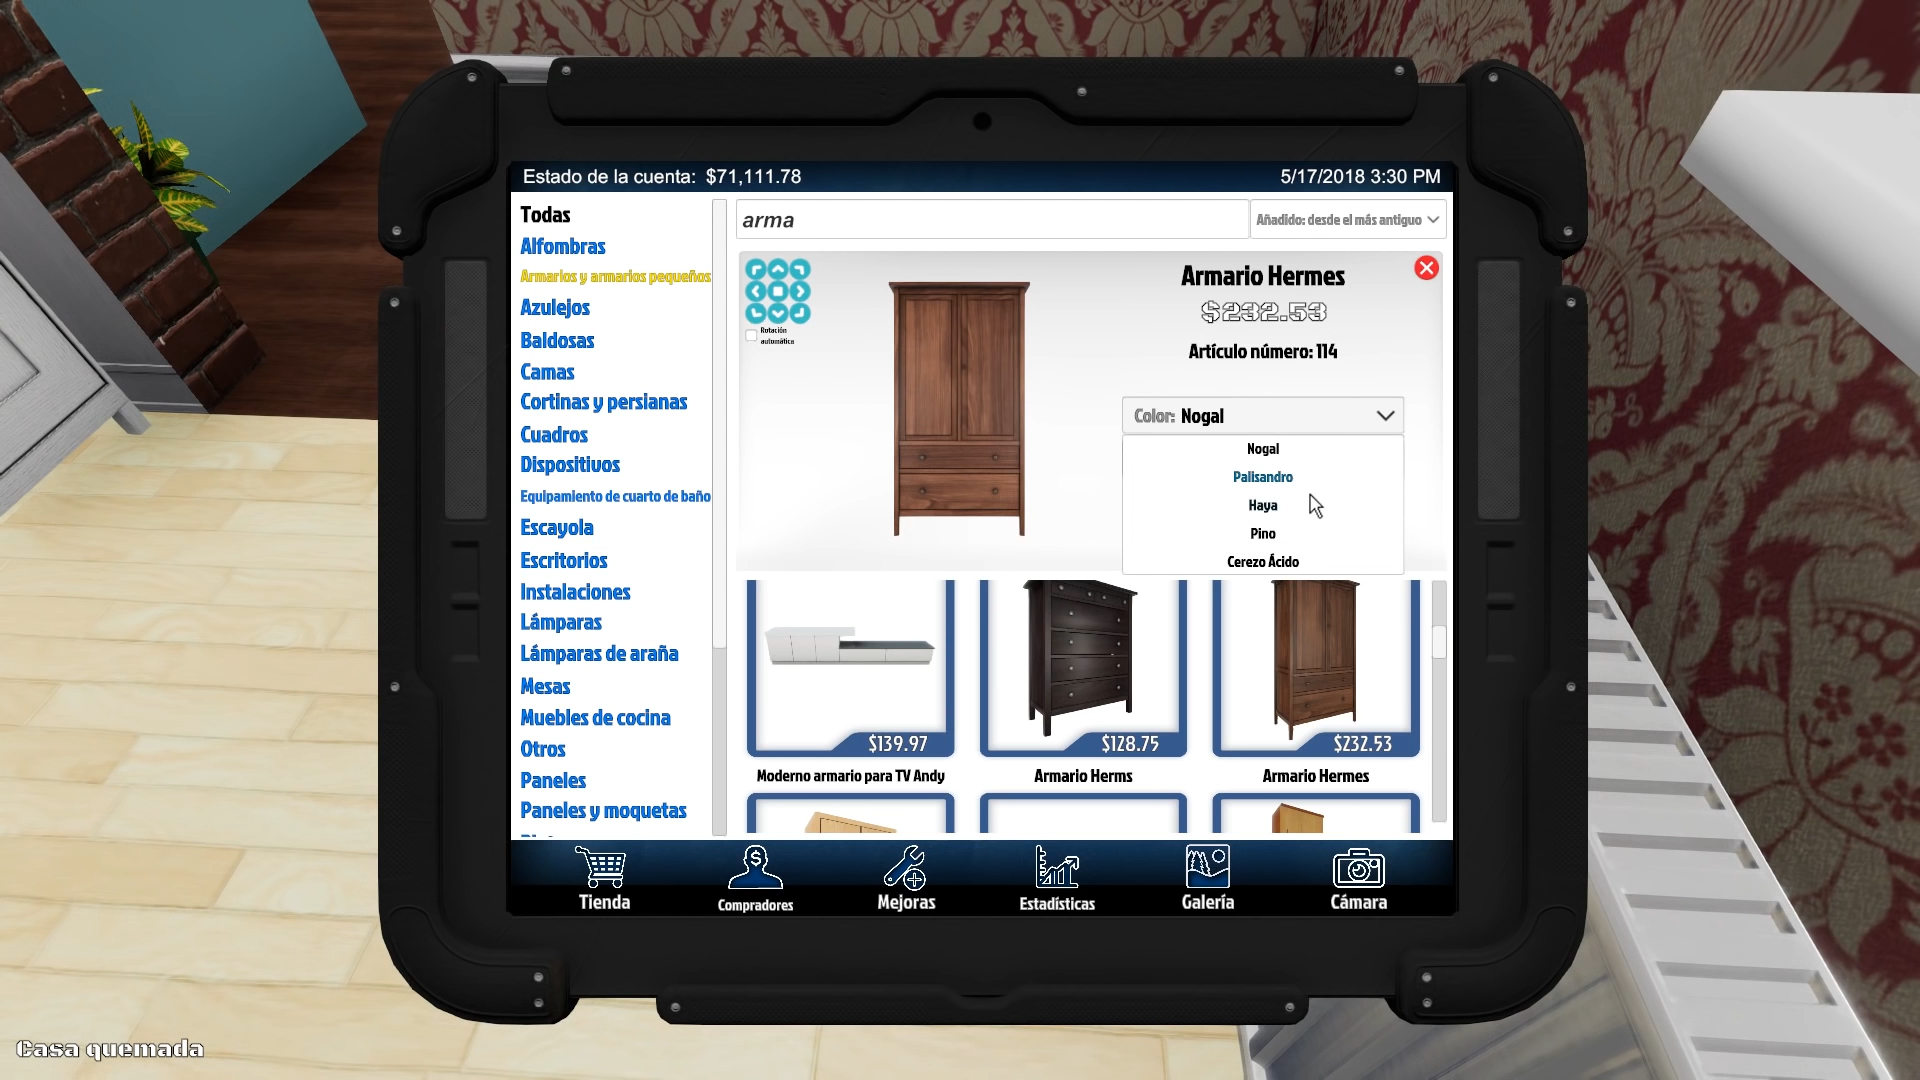 Estado de la cuenta: $71,111.78
5/17/2018 3:30 PM
Todas
Alfombras
Armarios y armarios pequeños
Azulejos
Baldosas
Camas
Cortinas y persianas
Cuadros
Dispositivos
Equipamiento de cuarto de baño
Escayola
Escritorios
Instalaciones
Lámparas
Lámparas de araña
Mesas
Muebles de cocina
Otros
Paneles
Paneles y moquetas
arma
Añadido: desde el más antiguo
Rotación
automática
Armario Hermes
$232.53
Artículo número: 114
Color: Nogal
Nogal
Palisandro
Haya
Pino
Cerezo Ácido
$139.97
$128.75
$232.53
Moderno armario para TV Andy
Armario Herms
Armario Hermes
Tienda
Compradores
Mejoras
Estadísticas
Galería
Cámara
Casa quemada